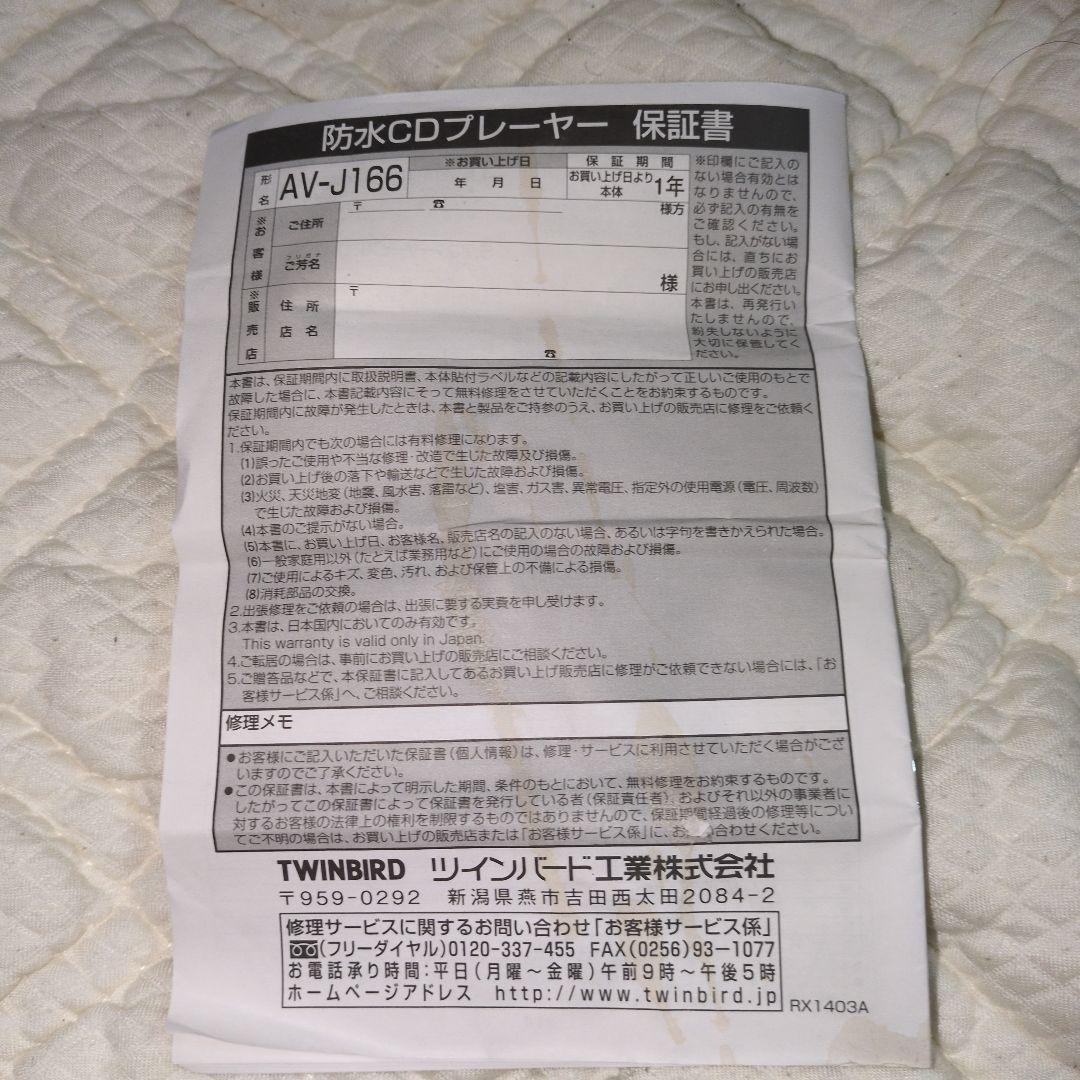 防水CDプレーヤー 保証書
形名 AV-J166
※お買い上げ日
年 月 日
保証期間
お買い上げ日より
本体 1年
※お客様
ご住所
〒 ☎ 様方
フリガナ
ご芳名
様
※販売店
住所
店名
〒
☎
※印欄にご記入の
ない場合有効とは
なりませんので、
必ず記入の有無を
ご確認ください。
もし、記入がない場
合には、直ちにお
買い上げの販売店
にお申し出ください。
本書は、再発行い
たしませんので、
紛失しないように
大切に保管してく
ださい。
本書は、保証期間内に取扱説明書、本体貼付ラベルなどの記載内容にしたがって正しいご使用のもとで
故障した場合に、本書記載内容にそって無料修理をさせていただくことをお約束するものです。
保証期間内に故障が発生したときは、本書と製品をご持参のうえ、お買い上げの販売店に修理をご依頼く
ださい。
1.保証期間内でも次の場合には有料修理になります。
(1)誤ったご使用や不当な修理・改造で生じた故障及び損傷。
(2)お買い上げ後の落下や輸送などで生じた故障および損傷。
(3)火災、天災地変(地震、風水害、落雷など)、塩害、ガス害、異常電圧、指定外の使用電源(電圧、周波数)
で生じた故障および損傷。
(4)本書のご提示がない場合。
(5)本書に、お買い上げ日、お客様名、販売店名の記入のない場合、あるいは字句を書きかえられた場合。
(6)一般家庭用以外(たとえば業務用など)にご使用の場合の故障および損傷。
(7)ご使用によるキズ、変色、汚れ、および保管上の不備による損傷。
(8)消耗部品の交換。
2.出張修理をご依頼の場合は、出張に要する実費を申し受けます。
3.本書は、日本国内においてのみ有効です。
This warranty is valid only in Japan.
4.ご転居の場合は、事前にお買い上げの販売店にご相談ください。
5.ご贈答品などで、本保証書に記入してあるお買い上げ販売店に修理がご依頼できない場合には、「お
客様サービス係」へ、ご相談ください。
修理メモ
●お客様にご記入いただいた保証書(個人情報)は、修理・サービスに利用させていただく場合がござ
いますのでご了承ください。
●この保証書は、本書によって明示した期間、条件のもとにおいて、無料修理をお約束するものです。
したがってこの保証書によって保証書を発行している者(保証責任者)、およびそれ以外の事業者に
対するお客様の法律上の権利を制限するものではありませんので、保証期間経過後の修理等につい
てご不明の場合は、お買い上げの販売店または「お客様サービス係」に、お合わせください。
TWINBIRD ツインバード工業株式会社
〒959-0292 新潟県燕市吉田西太田2084-2
修理サービスに関するお問い合わせ「お客様サービス係」
(フリーダイヤル)0120-337-455 FAX(0256)93-1077
お電話承り時間:平日(月曜～金曜)午前9時～午後5時
ホームページアドレス http://www.twinbird.jp
RX1403A